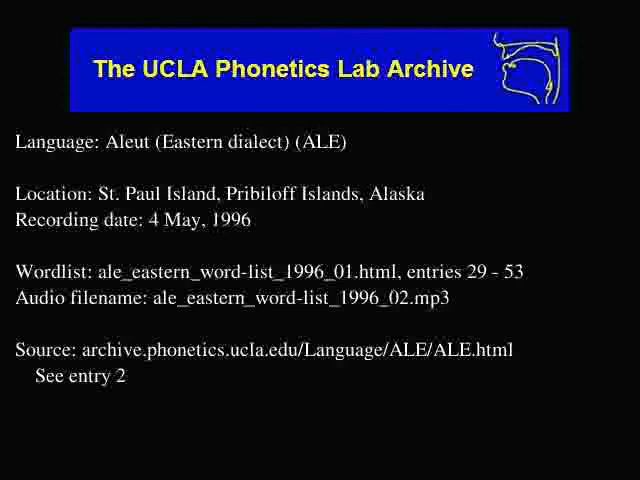 The UCLA Phonetics Lab Archive
Language: Aleut (Eastern dialect) (ALE)
Location: St. Paul Island, Pribiloff Islands, Alaska
Recording date: 4 May, 1996
Wordlist: ale_eastern_word-list_1996_01.html, entries 29 - 53
Audio filename: ale_eastern_word-list_1996_02.mp3
Source: archive.phonetics.ucla.edu/Language/ALE/ALE.html
See entry 2